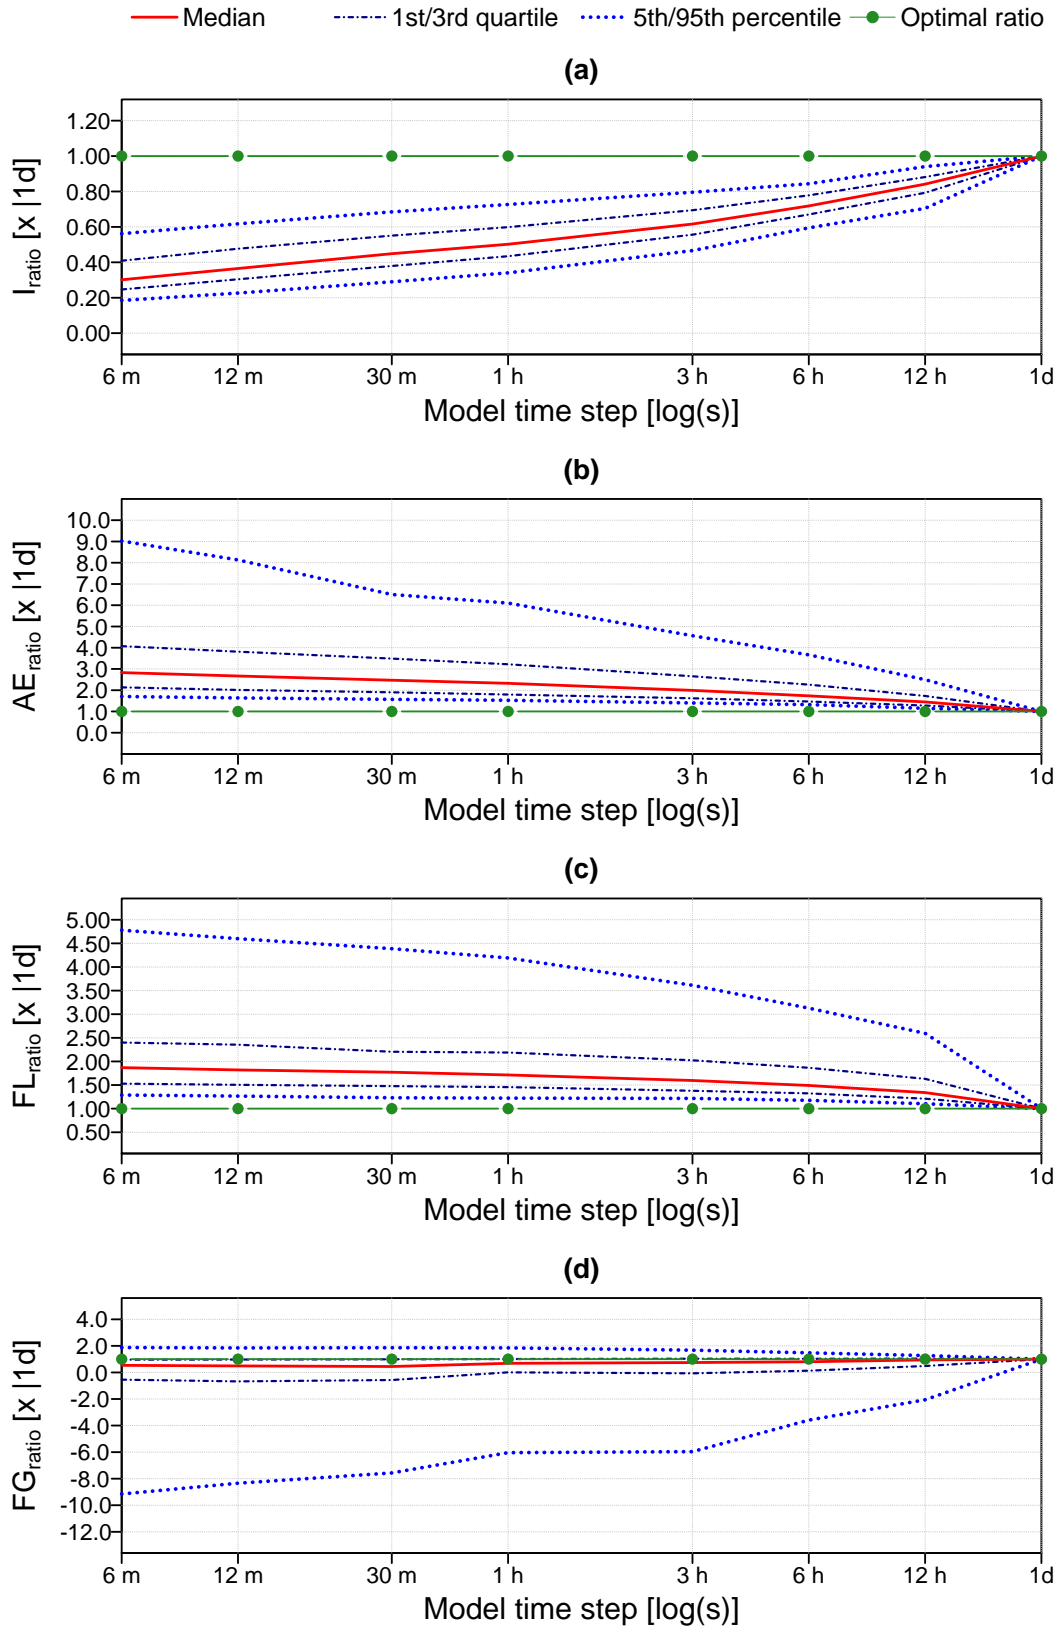 Median 1st/3rd quartile 5th/95th percentile Optimal ratio
(a)
I_ratio [x |1d]
1.20
1.00
0.80
0.60
0.40
0.20
0.00
6 m 12 m 30 m 1 h 3 h 6 h 12 h 1d
Model time step [log(s)]
(b)
AE_ratio [x |1d]
10.0
9.0
8.0
7.0
6.0
5.0
4.0
3.0
2.0
1.0
0.0
6 m 12 m 30 m 1 h 3 h 6 h 12 h 1d
Model time step [log(s)]
(c)
FL_ratio [x |1d]
5.00
4.50
4.00
3.50
3.00
2.50
2.00
1.50
1.00
0.50
6 m 12 m 30 m 1 h 3 h 6 h 12 h 1d
Model time step [log(s)]
(d)
FG_ratio [x |1d]
4.0
2.0
0.0
-2.0
-4.0
-6.0
-8.0
-10.0
-12.0
6 m 12 m 30 m 1 h 3 h 6 h 12 h 1d
Model time step [log(s)]